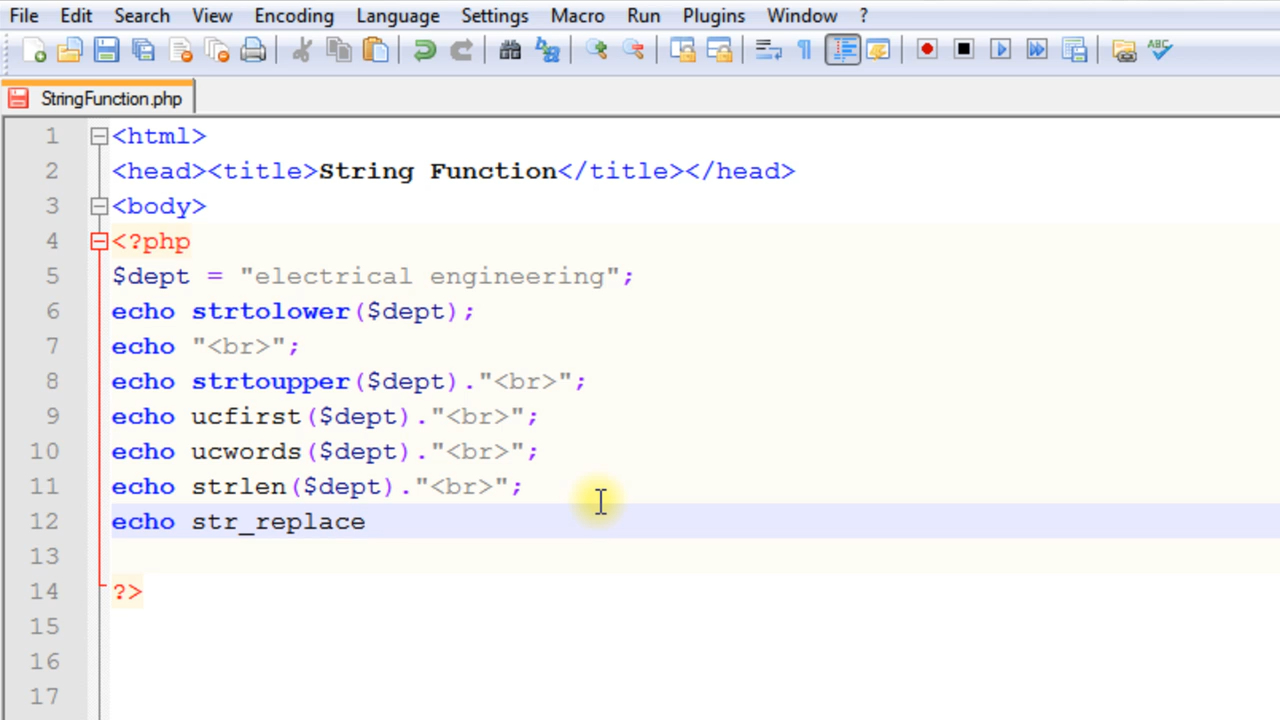 File Edit Search View Encoding Language Settings Macro Run Plugins Window ?
ABC
StringFunction.php
1 <html>
2 <head><title>String Function</title></head>
3 <body>
4 <?php
5 $dept = "electrical engineering";
6 echo strtolower($dept);
7 echo "<br>";
8 echo strtoupper($dept)."<br>";
9 echo ucfirst($dept)."<br>";
10 echo ucwords($dept)."<br>";
11 echo strlen($dept)."<br>";
12 echo str_replace
13
14 ?>
15
16
17